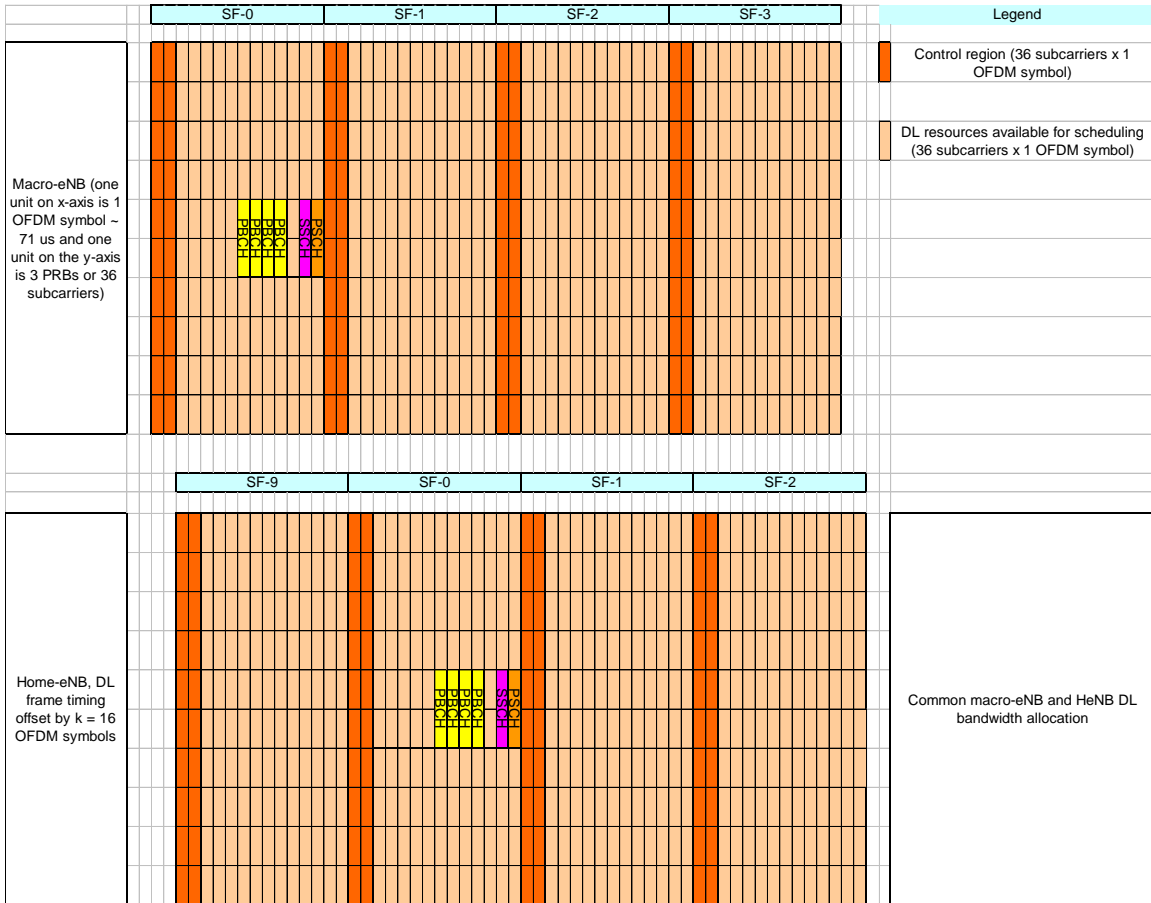 SF-0 SF-1 SF-2 SF-3 Legend
Control region (36 subcarriers x 1
OFDM symbol)
DL resources available for scheduling
(36 subcarriers x 1 OFDM symbol)
Macro-eNB (one
unit on x-axis is 1
OFDM symbol ~
71 us and one
unit on the y-axis
is 3 PRBs or 36
subcarriers)
PBCH
PBCH
PBCH
PBCH
SSCH
PSCH
SF-9 SF-0 SF-1 SF-2
Home-eNB, DL
frame timing
offset by k = 16
OFDM symbols
PBCH
PBCH
PBCH
PBCH
SSCH
PSCH
Common macro-eNB and HeNB DL
bandwidth allocation